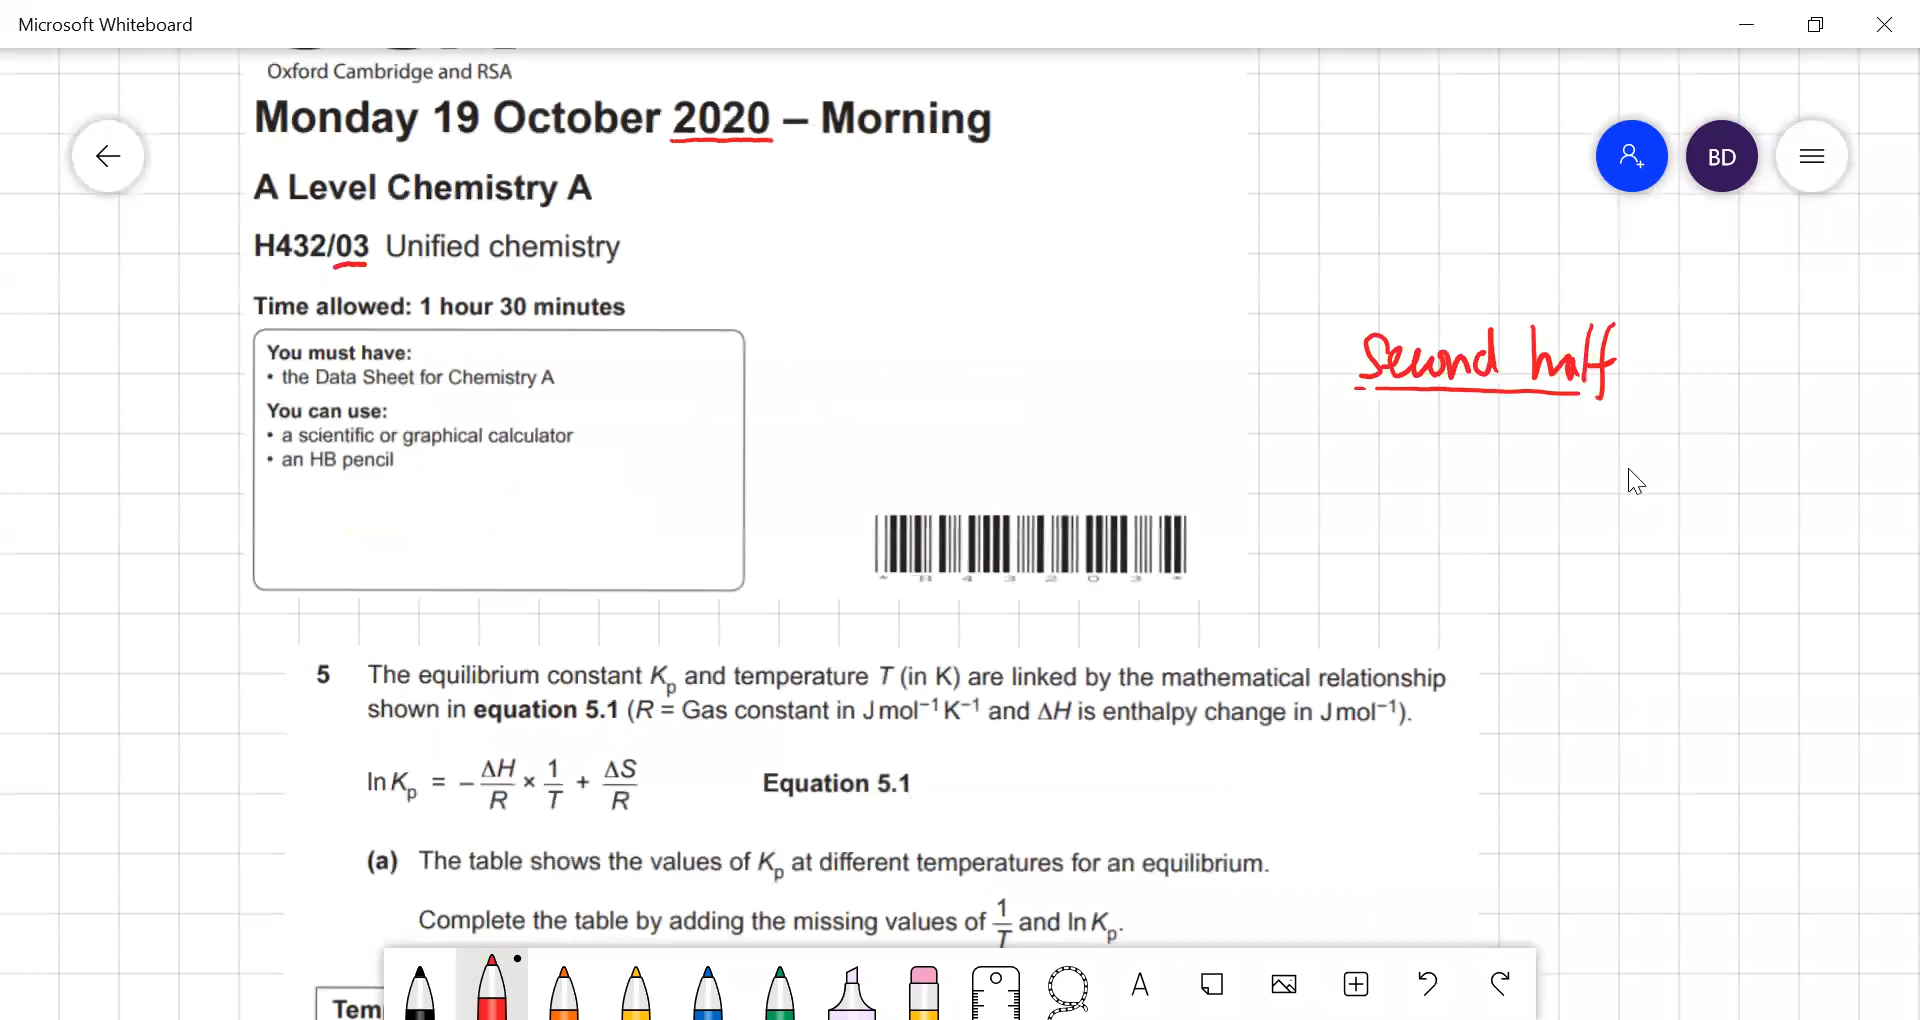 Microsoft Whiteboard
Oxford Cambridge and RSA
Monday 19 October 2020 – Morning
A Level Chemistry A
H432/03 Unified chemistry
Time allowed: 1 hour 30 minutes
You must have:
• the Data Sheet for Chemistry A
You can use:
• a scientific or graphical calculator
• an HB pencil
BD
second half
* H 4 3 2 0 3 *
5 The equilibrium constant Kp and temperature T (in K) are linked by the mathematical relationship
shown in equation 5.1 (R = Gas constant in J mol⁻¹ K⁻¹ and ΔH is enthalpy change in J mol⁻¹).
ln Kp = − ΔH/R × 1/T + ΔS/R Equation 5.1
(a) The table shows the values of Kp at different temperatures for an equilibrium.
Complete the table by adding the missing values of 1/T and ln Kp.